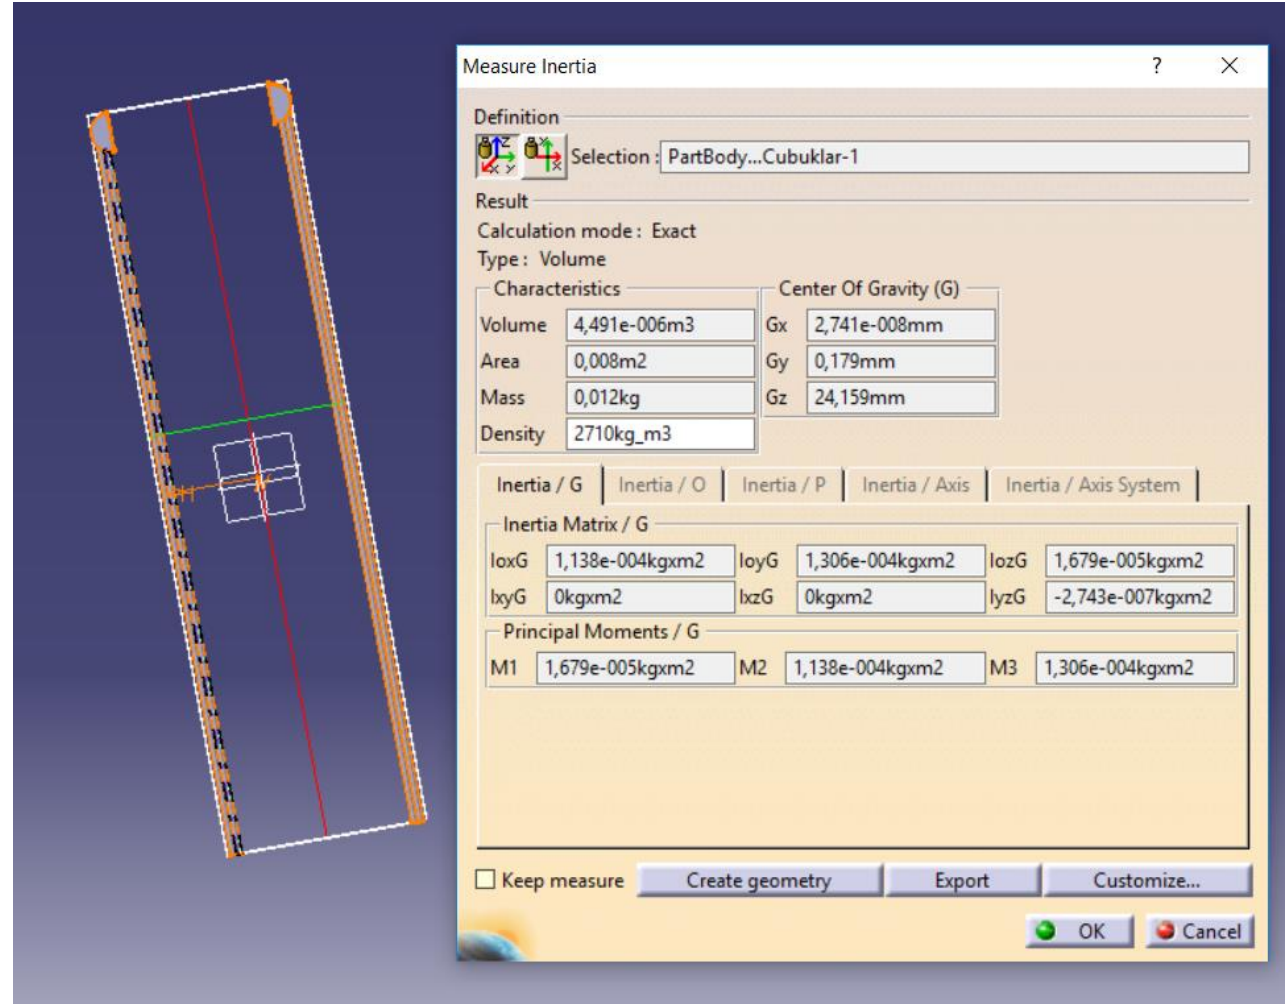 Measure Inertia ? X
Definition
Selection : PartBody...Cubuklar-1
Result
Calculation mode : Exact
Type : Volume
Characteristics
Volume 4,491e-006m3
Area 0,008m2
Mass 0,012kg
Density 2710kg_m3
Center Of Gravity (G)
Gx 2,741e-008mm
Gy 0,179mm
Gz 24,159mm
Inertia / G Inertia / O Inertia / P Inertia / Axis Inertia / Axis System
Inertia Matrix / G
IoxG 1,138e-004kgxm2 IoyG 1,306e-004kgxm2 IozG 1,679e-005kgxm2
IxyG 0kgxm2 IxzG 0kgxm2 IyzG -2,743e-007kgxm2
Principal Moments / G
M1 1,679e-005kgxm2 M2 1,138e-004kgxm2 M3 1,306e-004kgxm2
Keep measure Create geometry Export Customize...
OK Cancel